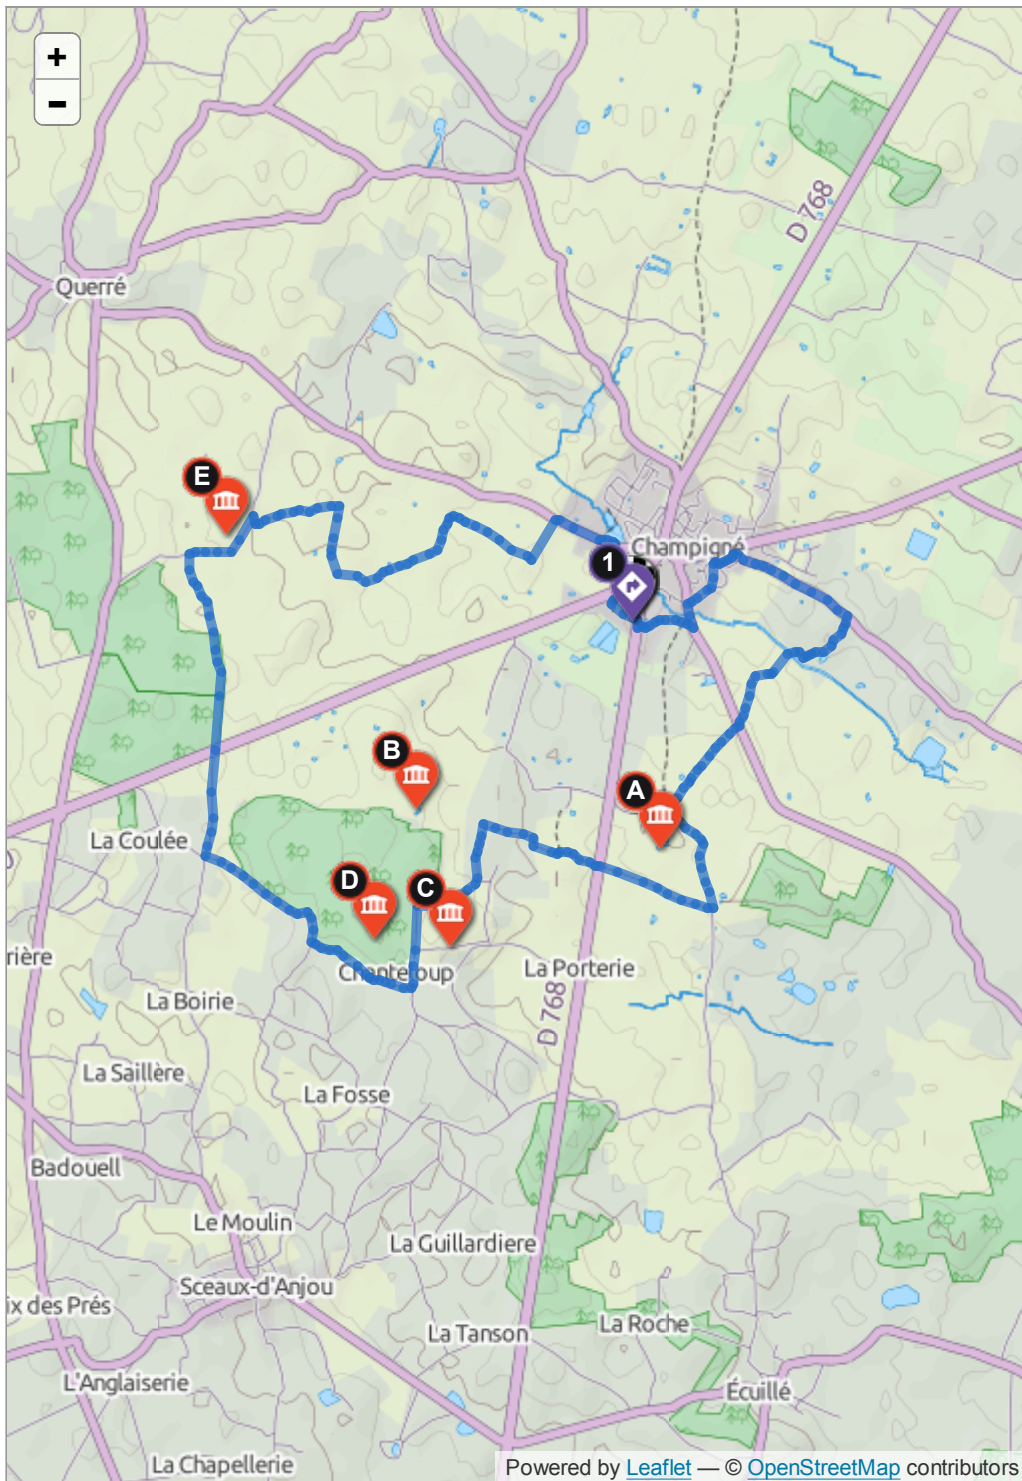 +
−
D 768
Querré
E
Champigné
1
B
A
La Coulée
D
C
rière
Chanteloup
La Porterie
La Boirie
D 768
La Saillère
La Fosse
Badouell
Le Moulin
La Guillardiere
Sceaux-d'Anjou
ix des Prés
La Tanson
La Roche
L'Anglaiserie
Écuillé
La Chapellerie
Powered by Leaflet — © OpenStreetMap contributors